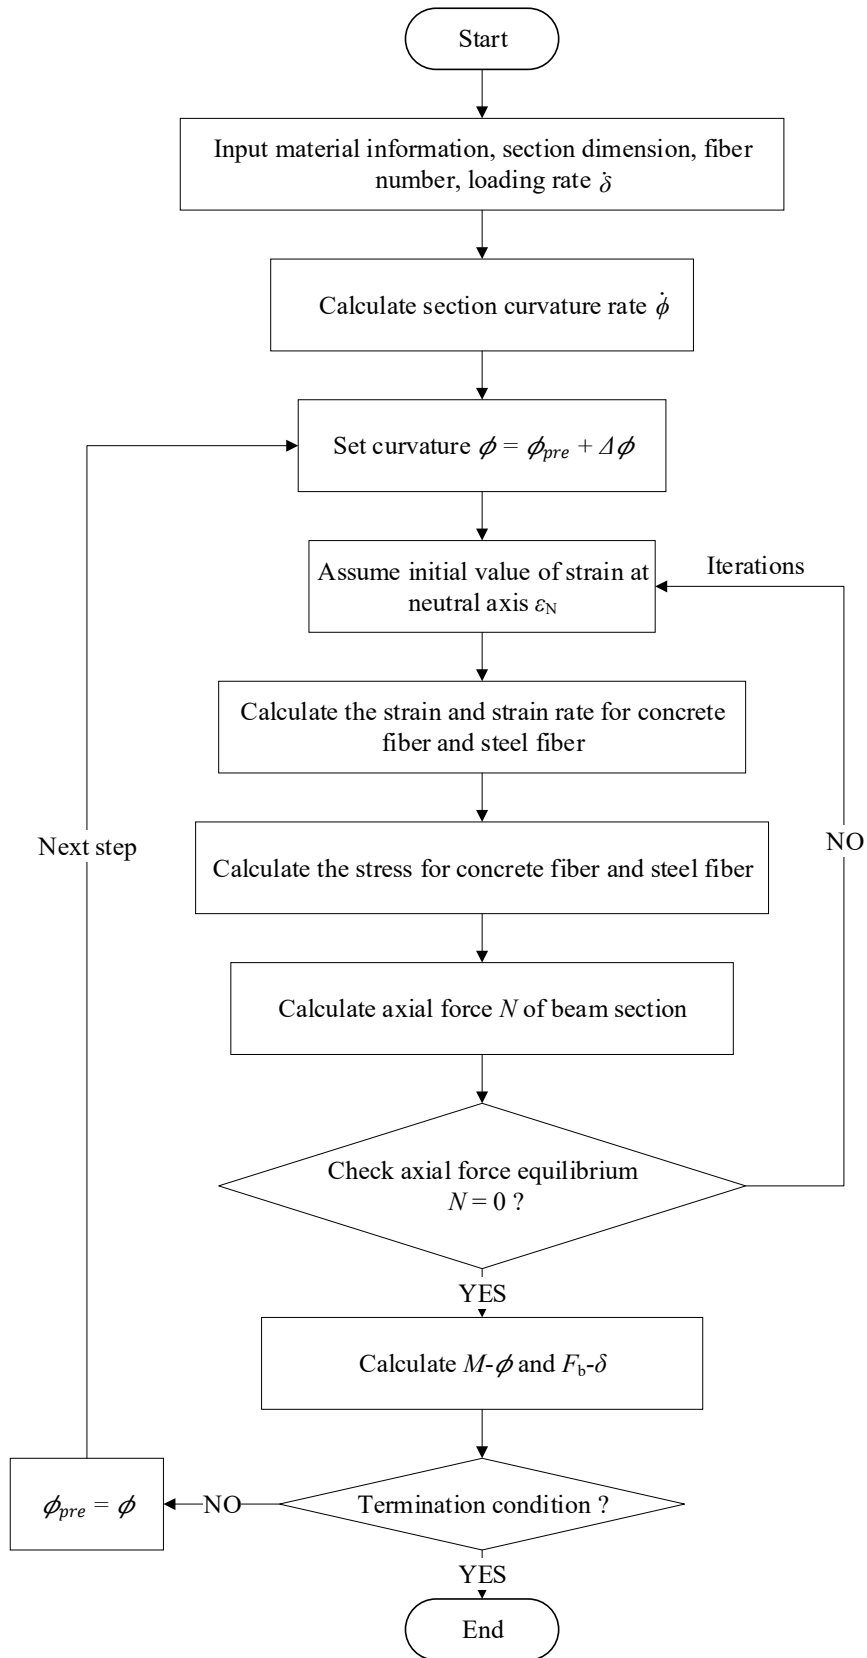 Start
Input material information, section dimension, fiber
number, loading rate δ̇
Calculate section curvature rate ϕ̇
Set curvature ϕ = ϕpre + Δϕ
Assume initial value of strain at
neutral axis εN
Iterations
Calculate the strain and strain rate for concrete
fiber and steel fiber
Next step
NO
Calculate the stress for concrete fiber and steel fiber
Calculate axial force N of beam section
Check axial force equilibrium
N = 0 ?
YES
Calculate M-ϕ and Fb-δ
ϕpre = ϕ
NO
Termination condition ?
YES
End